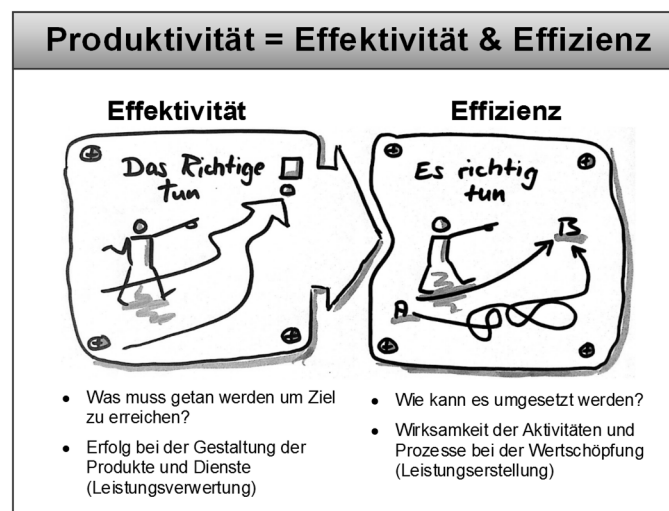 Produktivität = Effektivität & Effizienz
Effektivität
Das Richtige
tun
• Was muss getan werden um Ziel
zu erreichen?
• Erfolg bei der Gestaltung der
Produkte und Dienste
(Leistungsverwertung)
Effizienz
Es richtig
tun
B
A
• Wie kann es umgesetzt werden?
• Wirksamkeit der Aktivitäten und
Prozesse bei der Wertschöpfung
(Leistungserstellung)